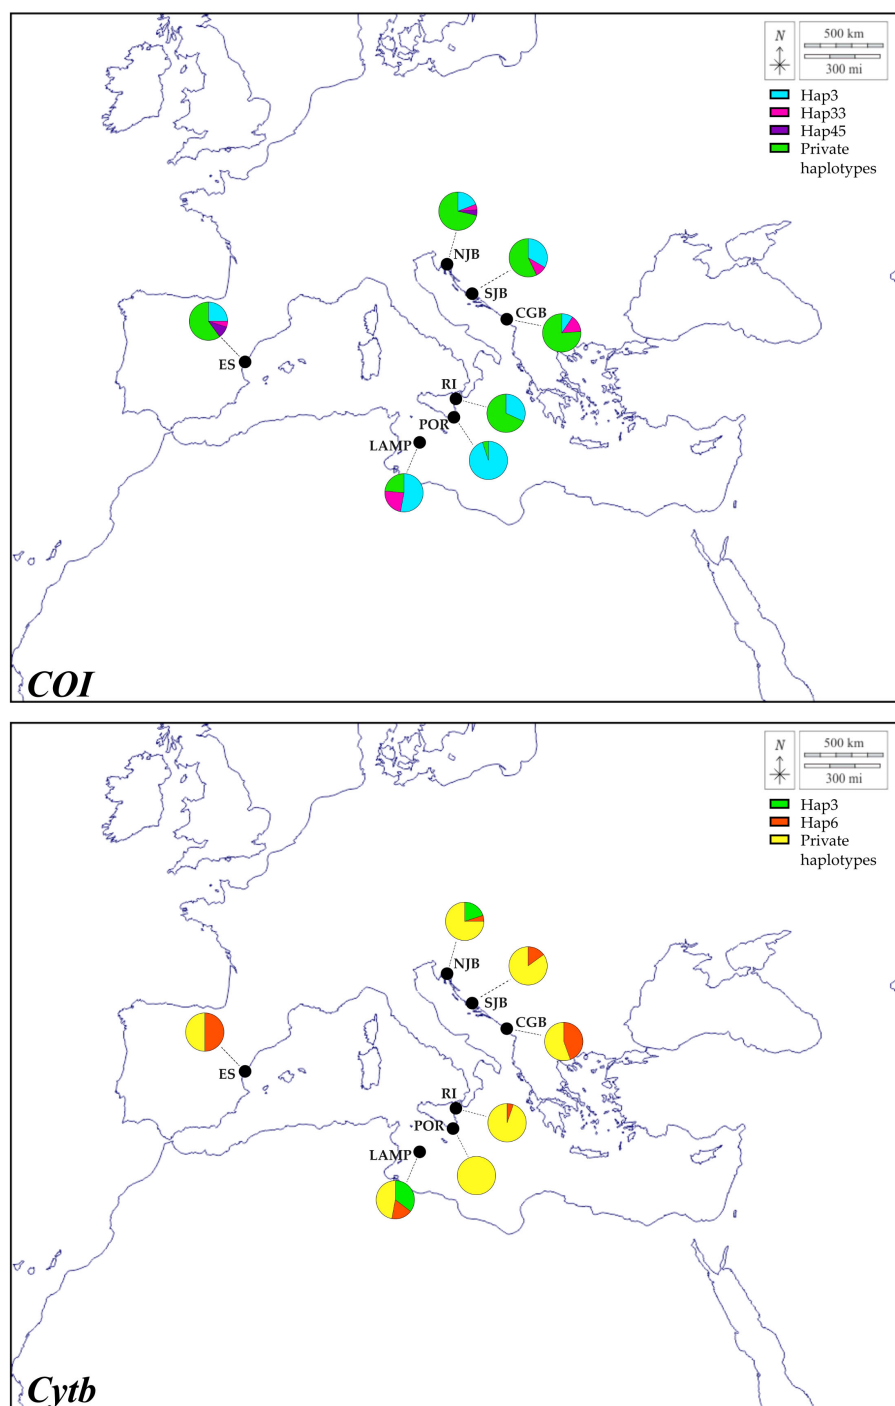 N
500 km
300 mi
Hap3
Hap33
Hap45
Private
haplotypes
NJB
SJB
CGB
ES
RI
POR
LAMP
COI
N
500 km
300 mi
Hap3
Hap6
Private
haplotypes
NJB
SJB
CGB
ES
RI
POR
LAMP
Cytb